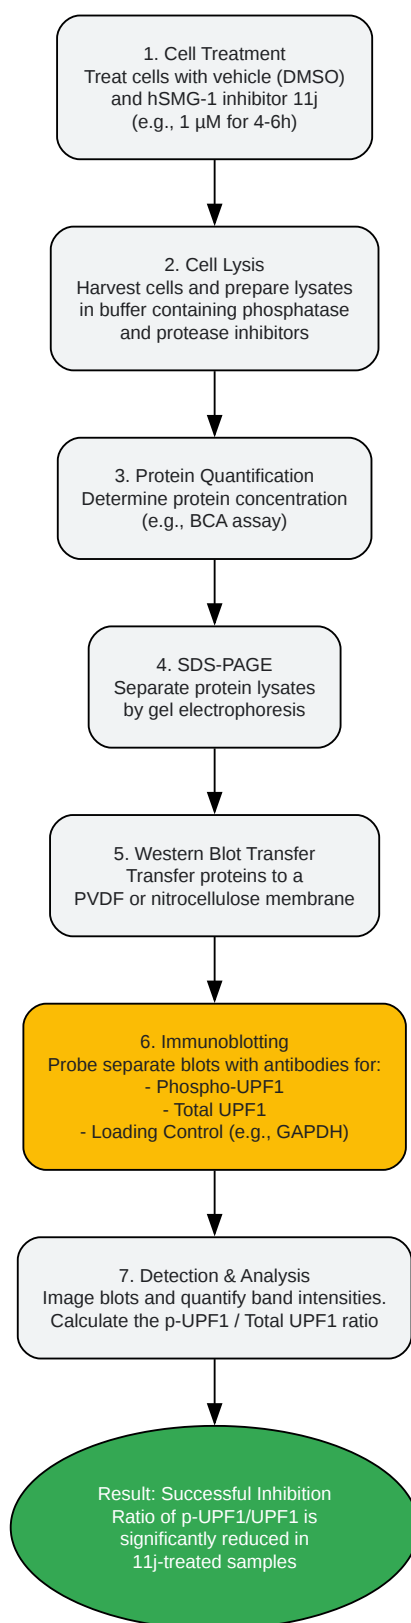 1. Cell Treatment
Treat cells with vehicle (DMSO)
and hSMG-1 inhibitor 11j
(e.g., 1 µM for 4-6h)
2. Cell Lysis
Harvest cells and prepare lysates
in buffer containing phosphatase
and protease inhibitors
3. Protein Quantification
Determine protein concentration
(e.g., BCA assay)
4. SDS-PAGE
Separate protein lysates
by gel electrophoresis
5. Western Blot Transfer
Transfer proteins to a
PVDF or nitrocellulose membrane
6. Immunoblotting
Probe separate blots with antibodies for:
- Phospho-UPF1
- Total UPF1
- Loading Control (e.g., GAPDH)
7. Detection & Analysis
Image blots and quantify band intensities.
Calculate the p-UPF1 / Total UPF1 ratio
Result: Successful Inhibition
Ratio of p-UPF1/UPF1 is
significantly reduced in
11j-treated samples